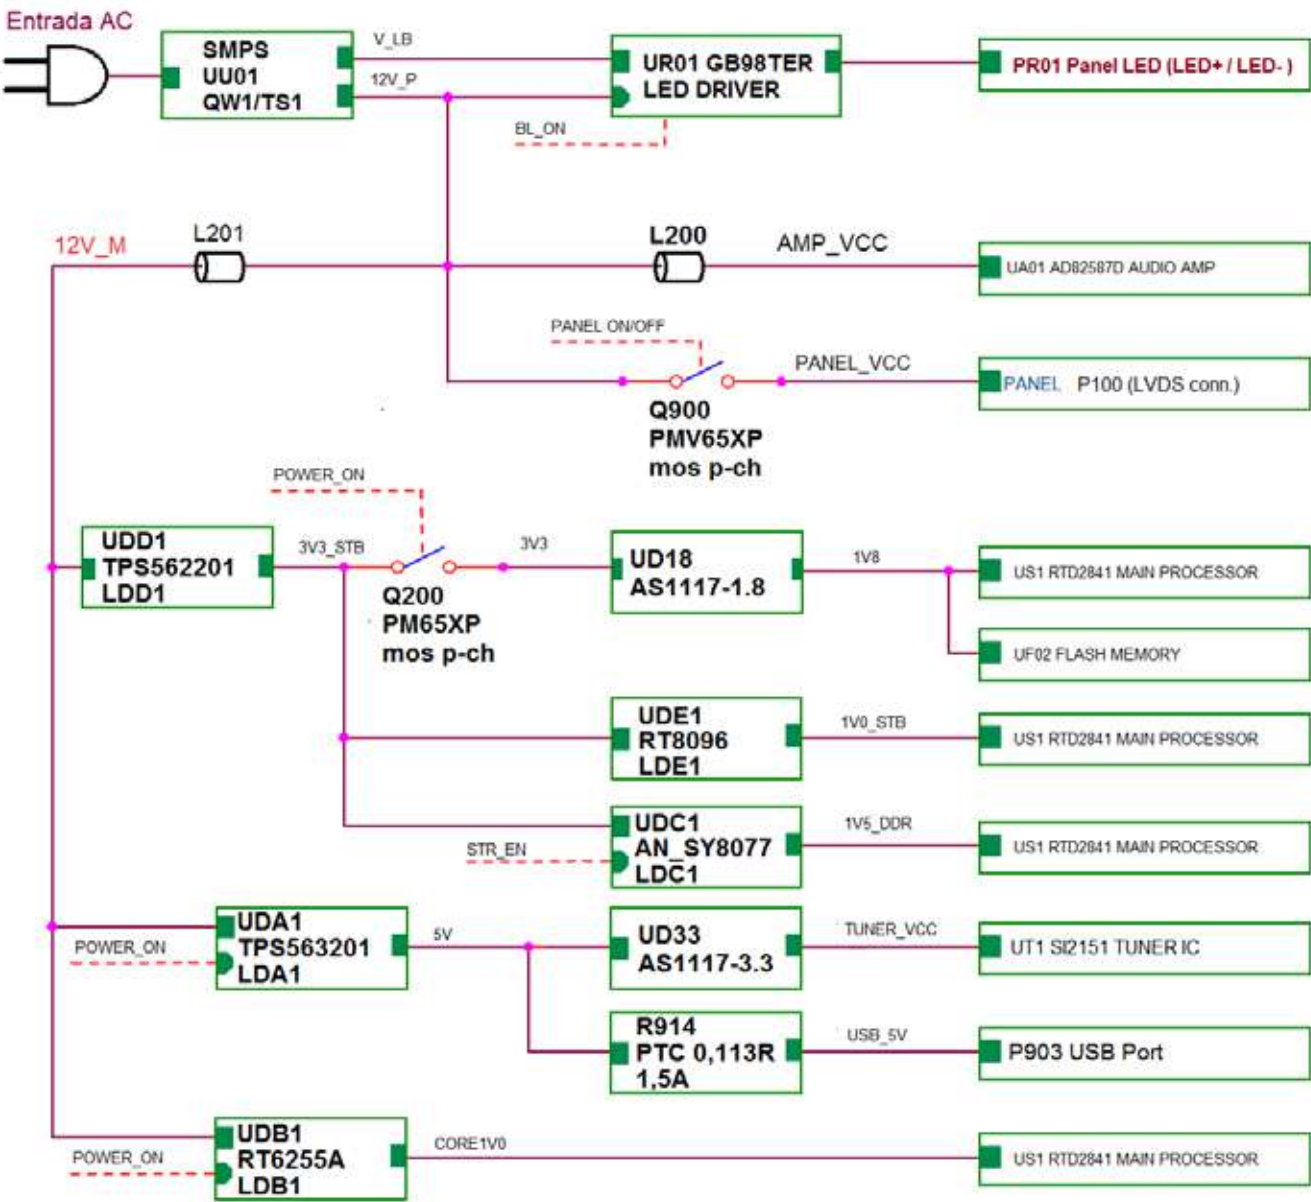 Entrada AC
SMPS
UU01
QW1/TS1
V_LB
12V_P
UR01 GB98TER
LED DRIVER
PR01 Panel LED (LED+ / LED- )
BL_ON
12V_M
L201
L200
AMP_VCC
UA01 AD82587D AUDIO AMP
PANEL ON/OFF
PANEL_VCC
PANEL P100 (LVDS conn.)
Q900
PMV65XP
mos p-ch
POWER_ON
UDD1
TPS562201
LDD1
3V3_STB
3V3
Q200
PM65XP
mos p-ch
UD18
AS1117-1.8
1V8
US1 RTD2841 MAIN PROCESSOR
UF02 FLASH MEMORY
UDE1
RT8096
LDE1
1V0_STB
US1 RTD2841 MAIN PROCESSOR
STR_EN
UDC1
AN_SY8077
LDC1
1V5_DDR
US1 RTD2841 MAIN PROCESSOR
POWER_ON
UDA1
TPS563201
LDA1
5V
UD33
AS1117-3.3
TUNER_VCC
UT1 SI2151 TUNER IC
R914
PTC 0,113R
1,5A
USB_5V
P903 USB Port
POWER_ON
UDB1
RT6255A
LDB1
CORE1V0
US1 RTD2841 MAIN PROCESSOR